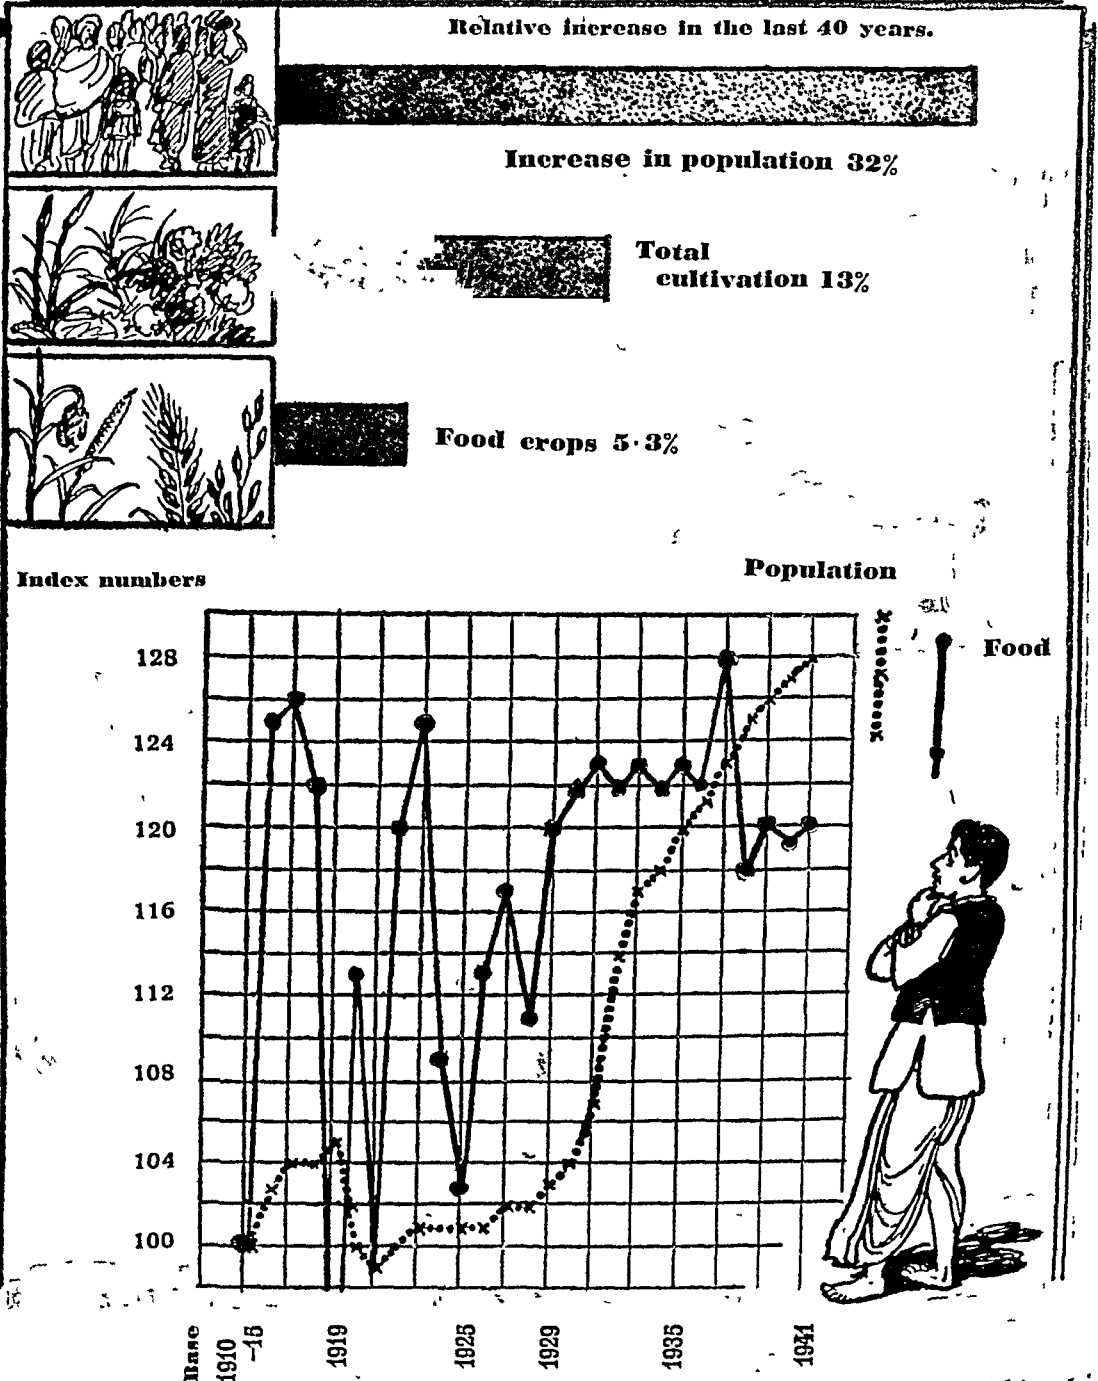 Relative increase in the last 40 years.
Increase in population 32%
Total
cultivation 13%
Food crops 5·3%
Index numbers
Population
Food
128
124
120
116
112
108
104
100
Base
1910
-15
1919
1925
1929
1935
1941